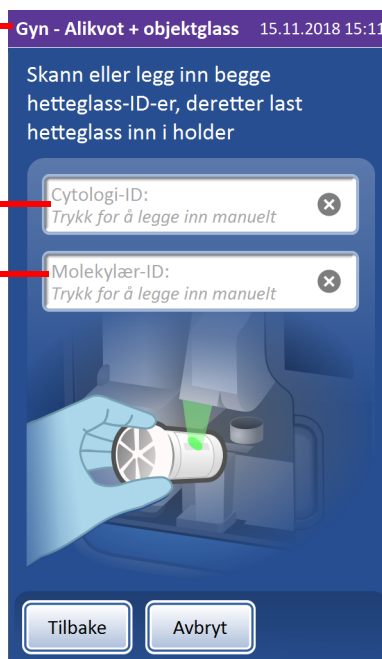 Gyn - Alikvot + objektglass 15.11.2018 15:11
Skann eller legg inn begge
hetteglass-ID-er, deretter last
hetteglass inn i holder
Cytologi-ID:
Trykk for å legge inn manuelt
Molekylær-ID:
Trykk for å legge inn manuelt
Tilbake Avbryt